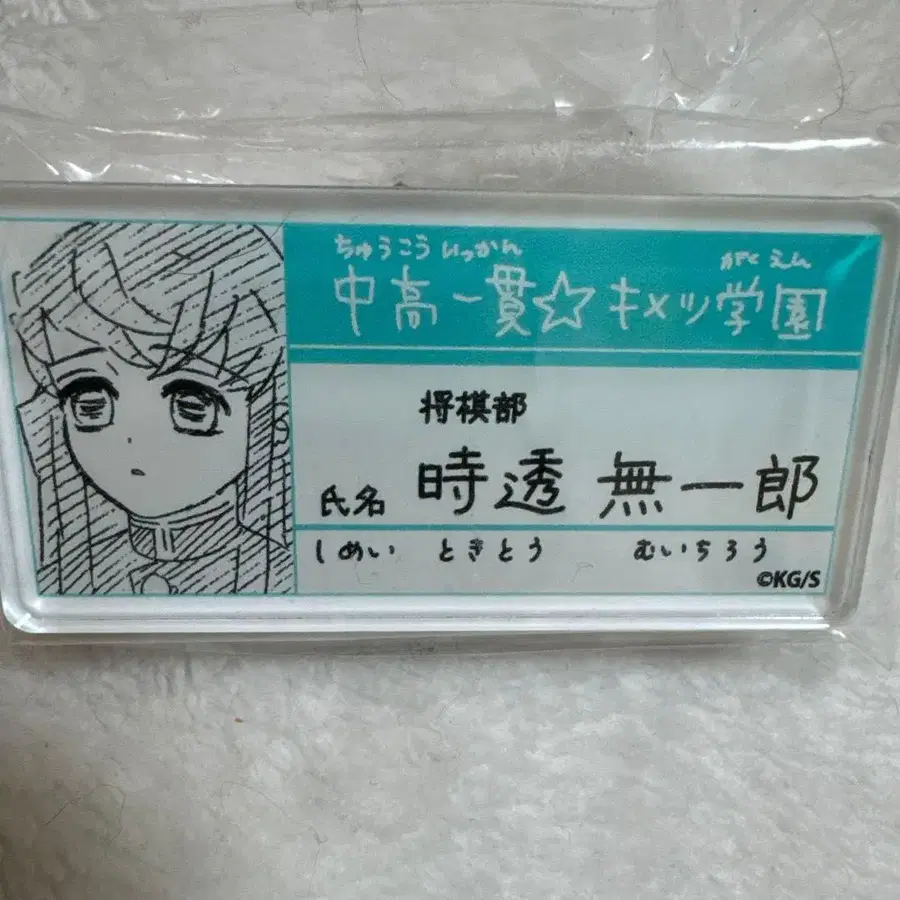 ちゅうこういっかん がくえん
中高一貫☆キメツ学園
将棋部
氏名 時透 無一郎
しめい ときとう むいちろう
©KG/S